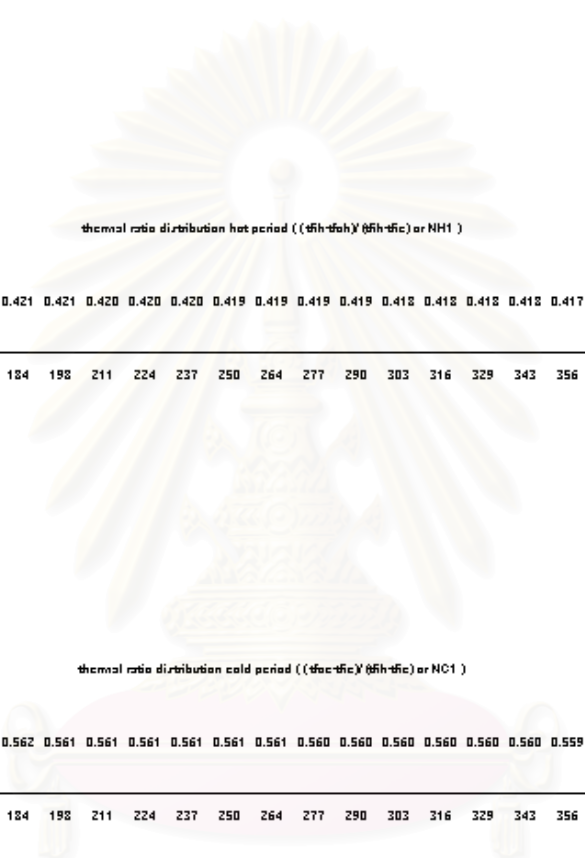 thermal ratio distribution hot period ( ( tfih-tfoh)/ (tfih-tfic) or NH1 )
0.421 0.421 0.420 0.420 0.420 0.419 0.419 0.419 0.419 0.418 0.418 0.418 0.418 0.417
184 198 211 224 237 250 264 277 290 303 316 329 343 356
thermal ratio distribution cold period ( ( tfoc-tfic)/ (tfih-tfic) or NC1 )
0.562 0.561 0.561 0.561 0.561 0.561 0.561 0.560 0.560 0.560 0.560 0.560 0.560 0.559
184 198 211 224 237 250 264 277 290 303 316 329 343 356